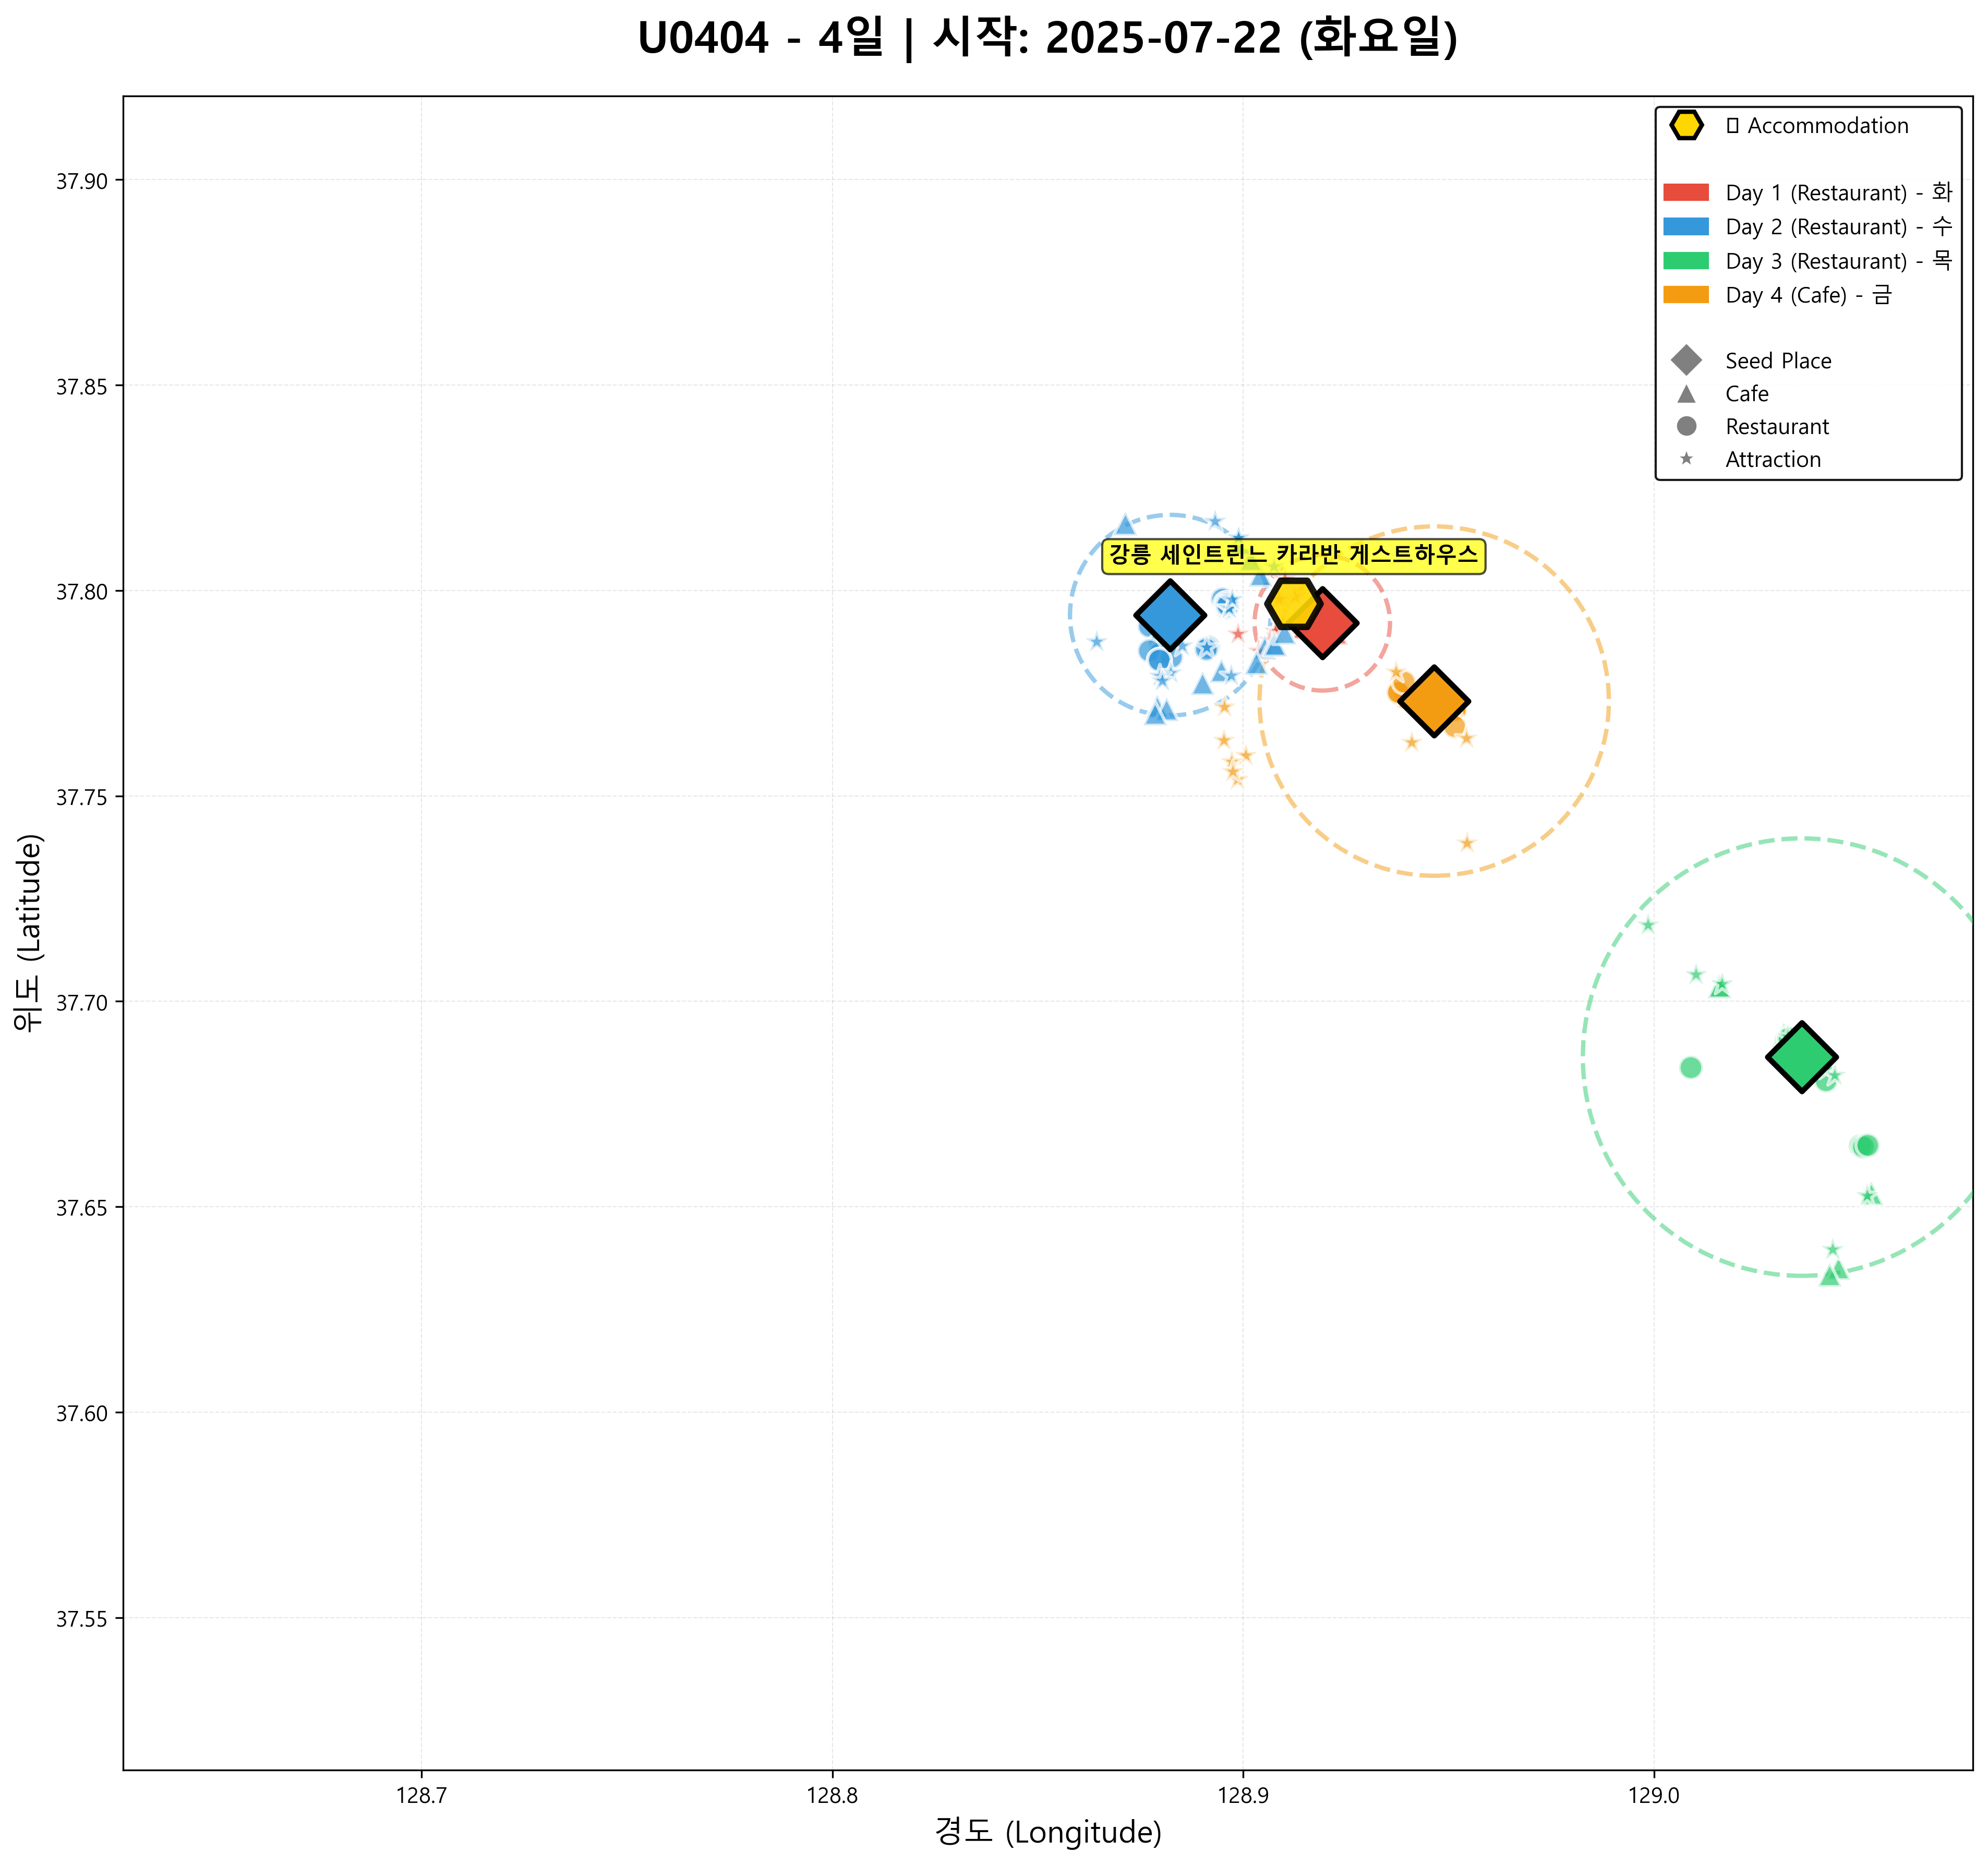 U0404 - 4일 | 시작: 2025-07-22 (화요일)
Accommodation
Day 1 (Restaurant) - 화
Day 2 (Restaurant) - 수
Day 3 (Restaurant) - 목
Day 4 (Cafe) - 금
Seed Place
Cafe
Restaurant
Attraction
강릉 세인트린느 카라반 게스트하우스
37.90
37.85
37.80
37.75
37.70
37.65
37.60
37.55
위도 (Latitude)
128.7
128.8
128.9
129.0
경도 (Longitude)